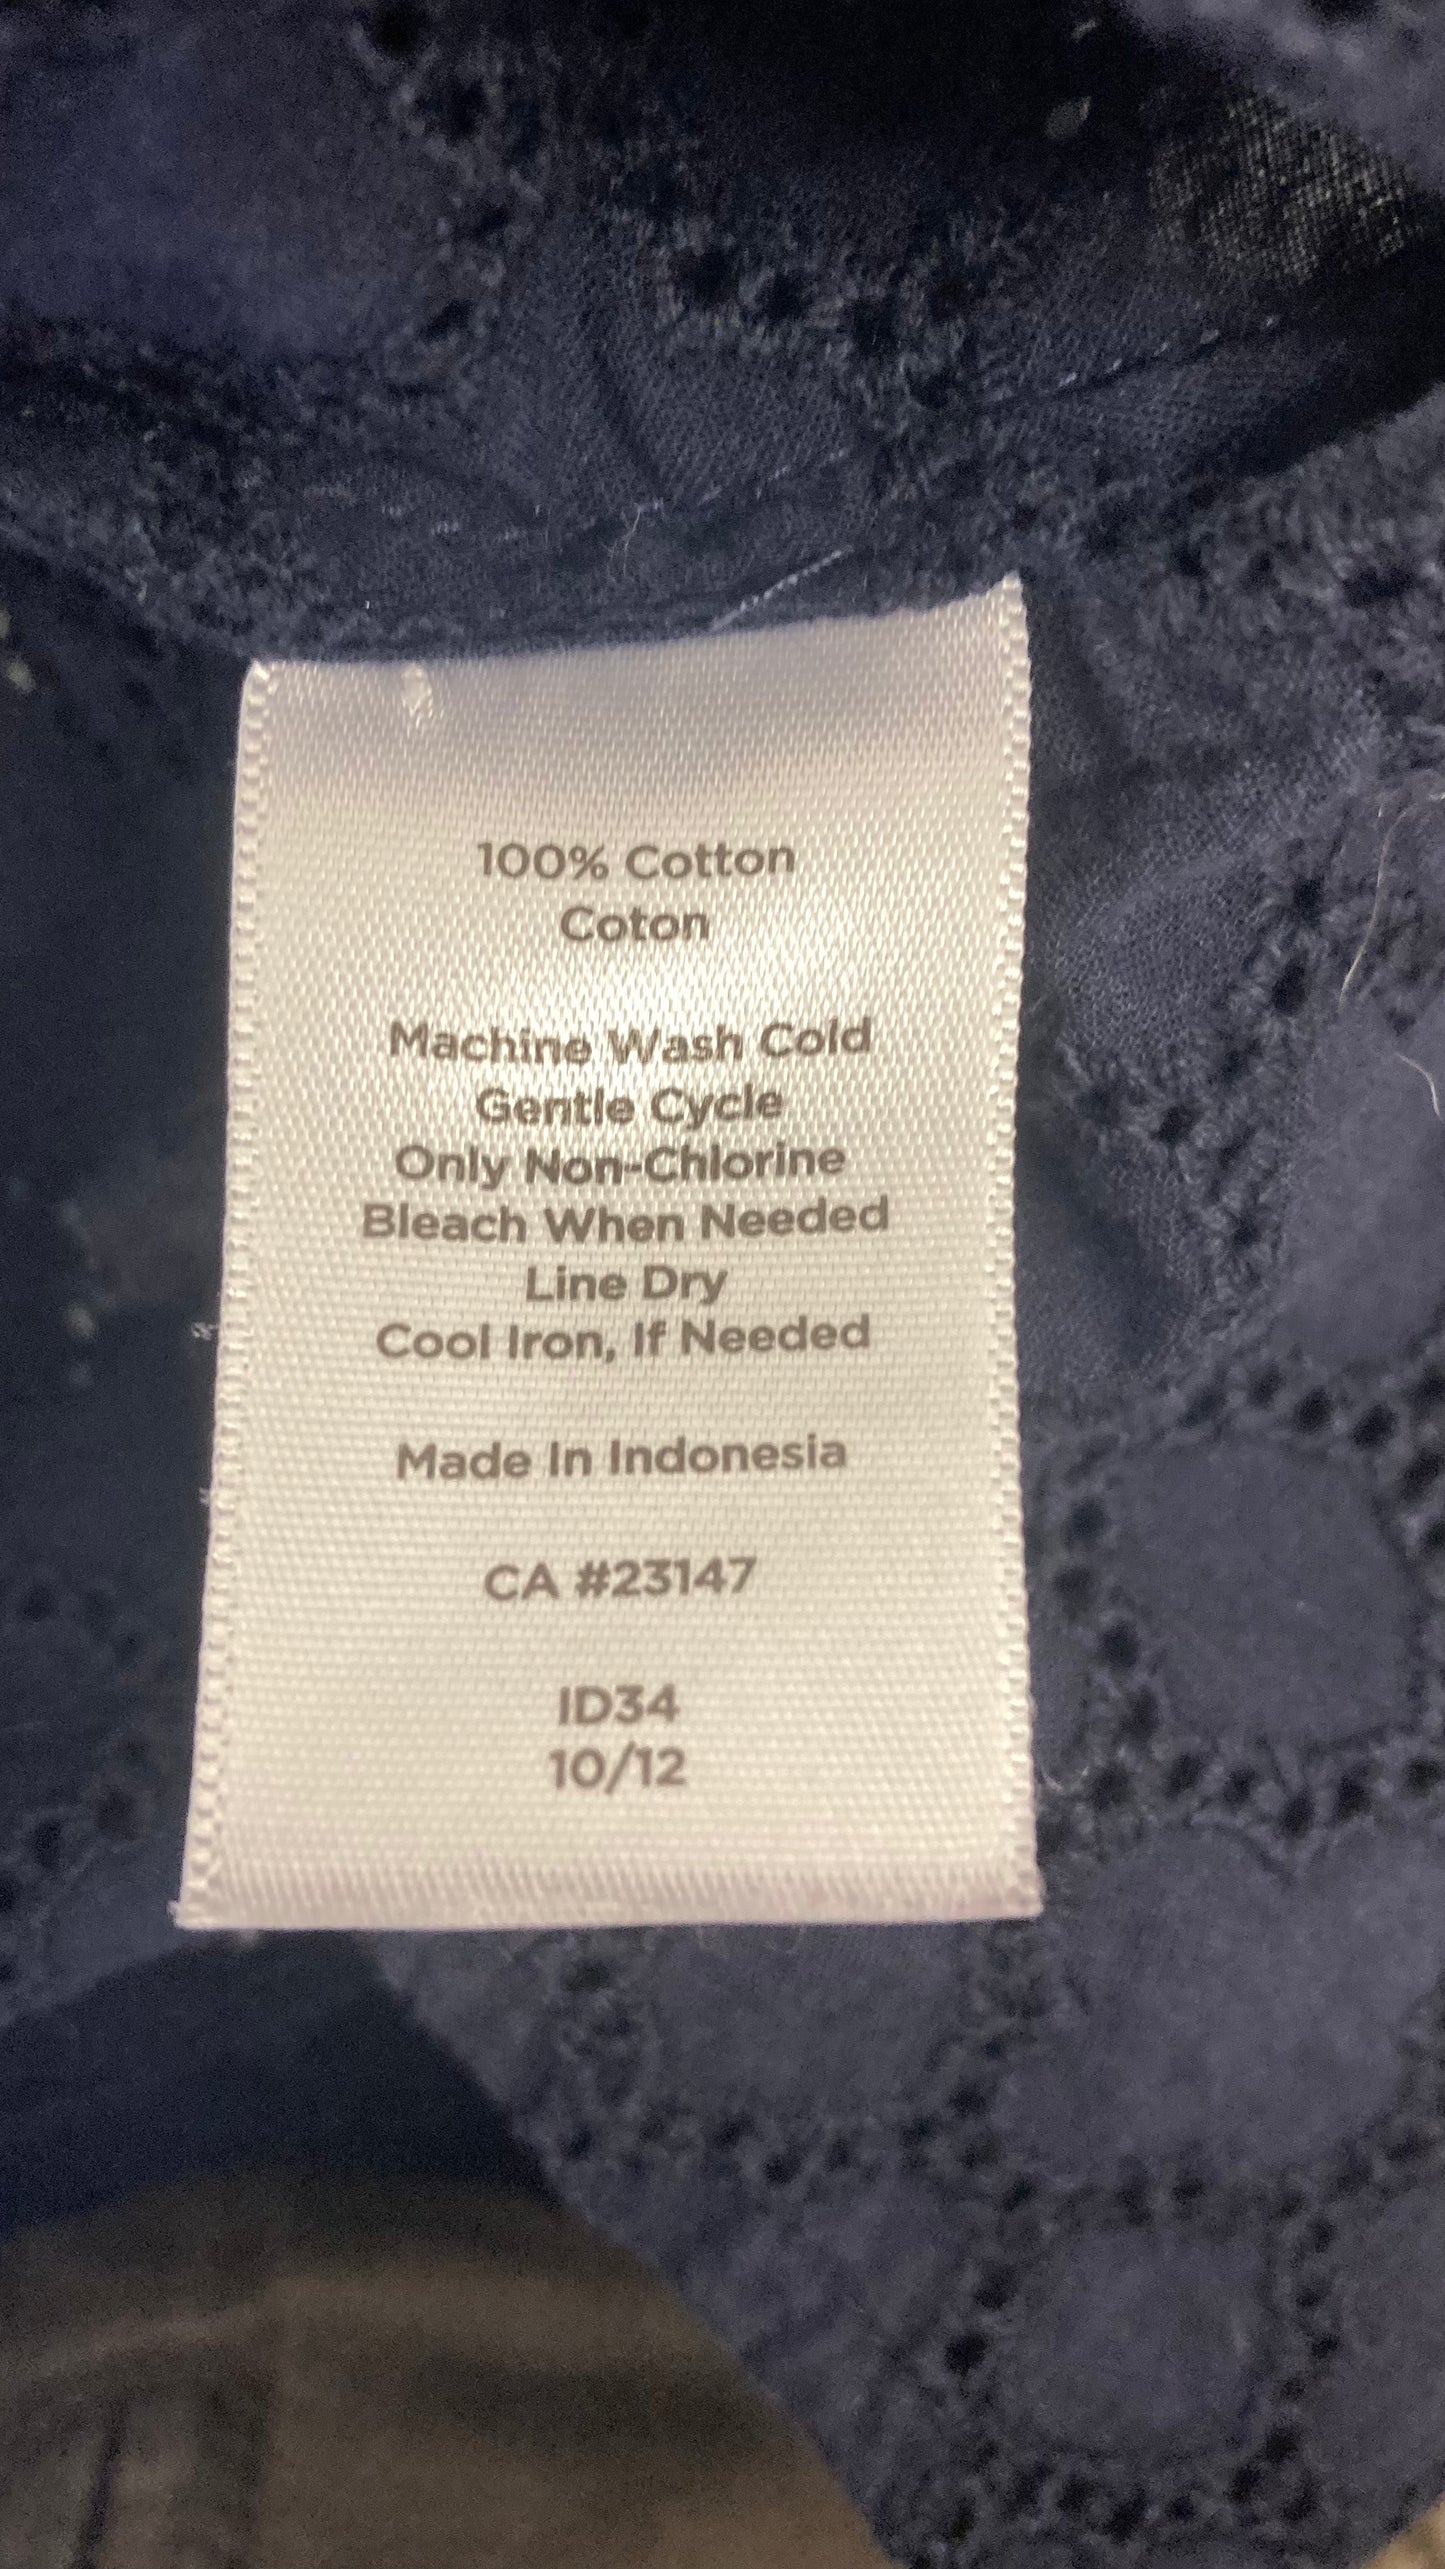 100% Cotton
Coton
Machine Wash Cold
Gentle Cycle
Only Non-Chlorine
Bleach When Needed
Line Dry
Cool Iron, If Needed
Made In Indonesia
CA #23147
ID34
10/12